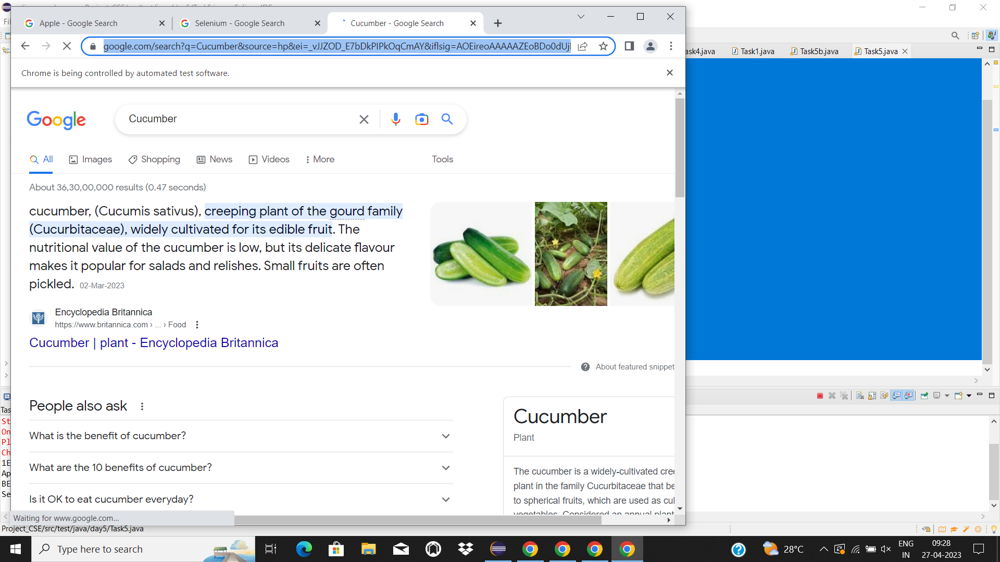 Apple - Google Search
Selenium - Google Search
Cucumber - Google Search
google.com/search?q=Cucumber&source=hp&ei=_vJJZOD_E7bDkPIPkOqCmAY&iflsig=AOEireoAAAAAZEoBDo0dUj
Chrome is being controlled by automated test software.
ask4.java
Task1.java
Task5b.java
Task5.java
Google
Cucumber
All
Images
Shopping
News
Videos
More
Tools
About 36,30,00,000 results (0.47 seconds)
cucumber, (Cucumis sativus), creeping plant of the gourd family
(Cucurbitaceae), widely cultivated for its edible fruit. The
nutritional value of the cucumber is low, but its delicate flavour
makes it popular for salads and relishes. Small fruits are often
pickled. 02-Mar-2023
Encyclopedia Britannica
https://www.britannica.com › ... › Food
Cucumber | plant - Encyclopedia Britannica
About featured snippet
People also ask
What is the benefit of cucumber?
What are the 10 benefits of cucumber?
Is it OK to eat cucumber everyday?
Cucumber
Plant
The cucumber is a widely-cultivated cre
plant in the family Cucurbitaceae that be
to spherical fruits, which are used as cul
vegetables. Considered an annual plant
Fi
Tas
St
On
Pl
Ch
1E
Ap
BE
Se
Waiting for www.google.com...
Project_CSE/src/test/java/day5/Task5.java
Type here to search
28°C
ENG
IN
09:28
27-04-2023